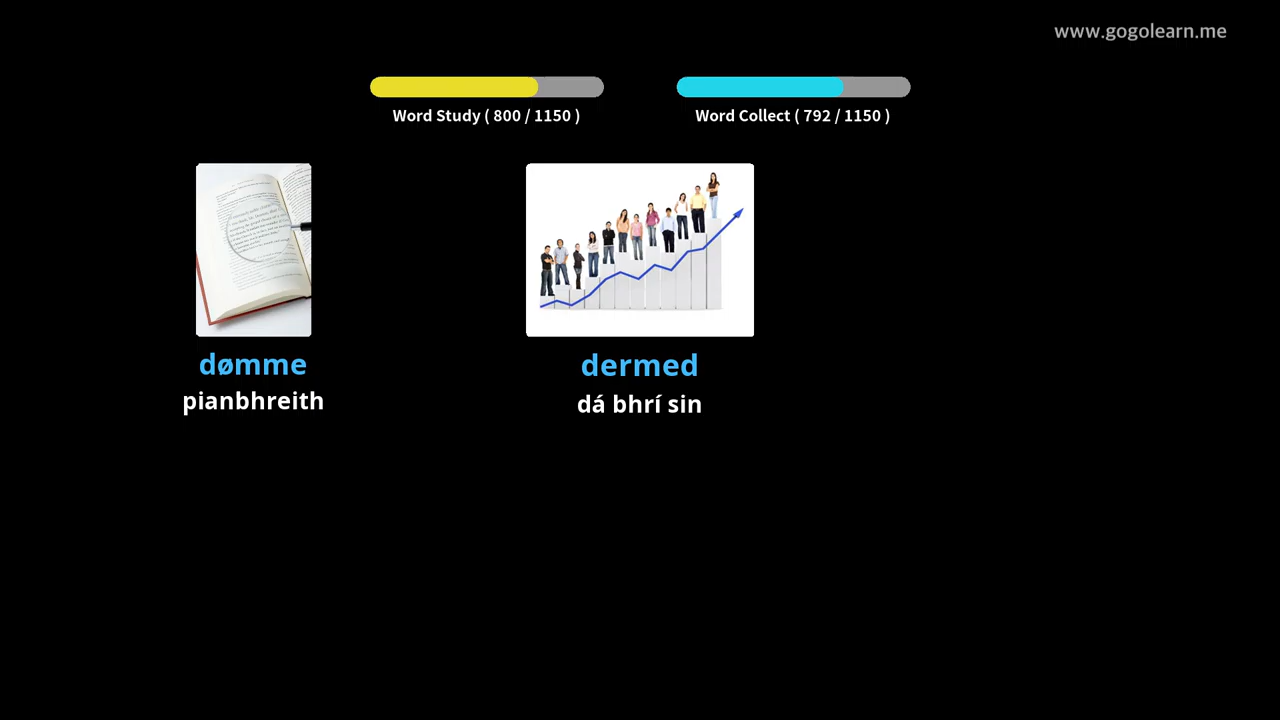 www.gogolearn.me
Word Study ( 800 / 1150 )
Word Collect ( 792 / 1150 )
dømme
pianbhreith
dermed
dá bhrí sin